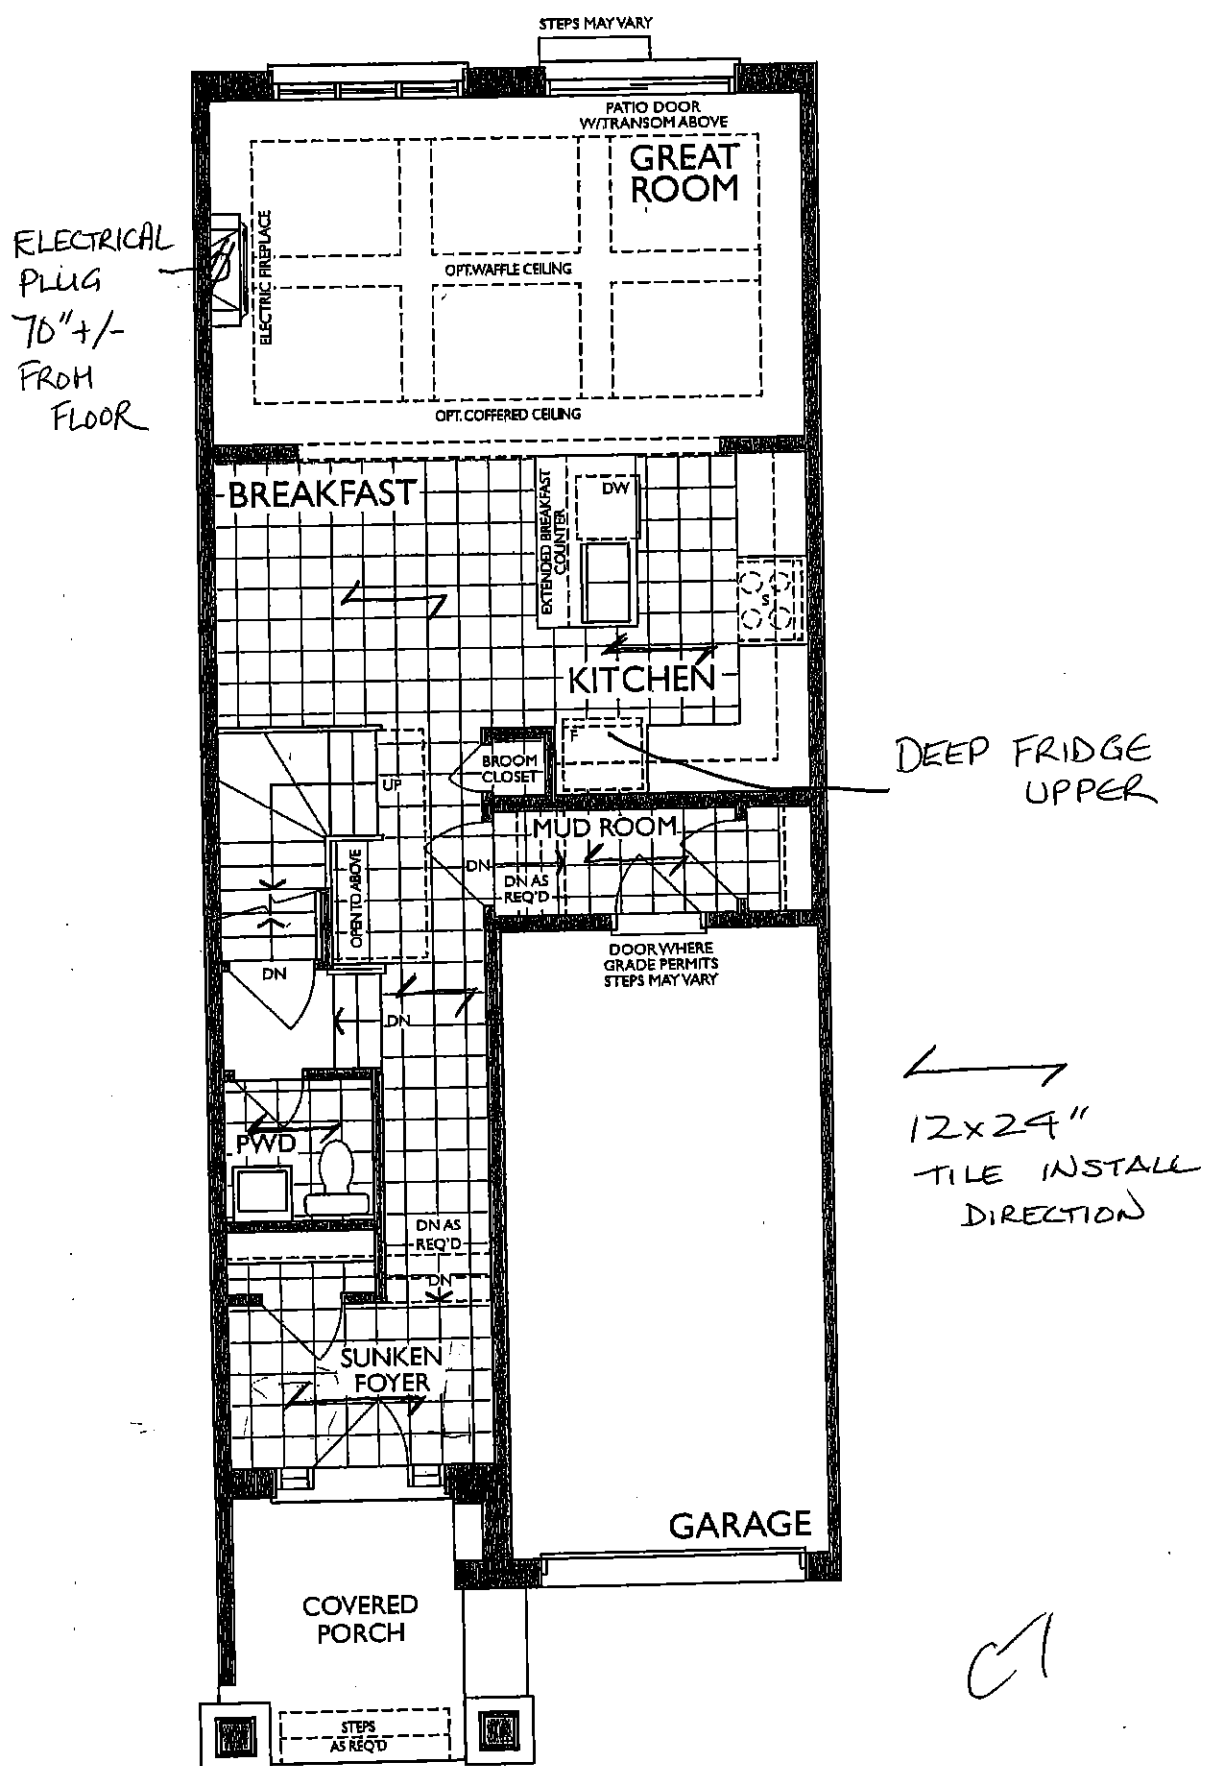 STEPS MAY VARY
PATIO DOOR
W/TRANSOM ABOVE
GREAT
ROOM
ELECTRICAL
PLUG
70"+/-
FROM
FLOOR
ELECTRIC FIREPLACE
OPT. WAFFLE CEILING
OPT. COFFERED CEILING
BREAKFAST
EXTENDED BREAKFAST
COUNTER
DW
S
KITCHEN
F
DEEP FRIDGE
UPPER
BROOM
CLOSET
UP
MUD ROOM
DN
DN AS
REQ'D
OPEN TO ABOVE
DOOR WHERE
GRADE PERMITS
STEPS MAY VARY
DN
DN
12x24"
TILE INSTALL
DIRECTION
PWD
DN AS
REQ'D
DN
SUNKEN
FOYER
GARAGE
COVERED
PORCH
STEPS
AS REQ'D